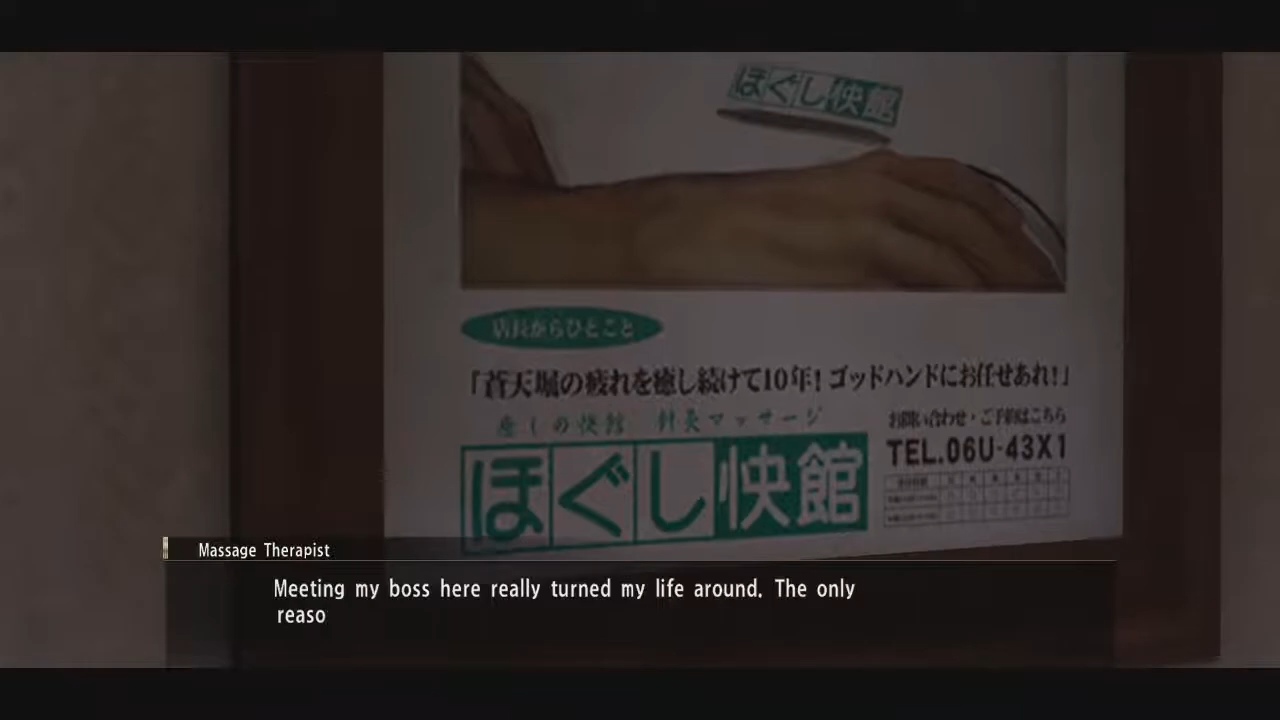 ほぐし快館
店長からひとこと
「蒼天堀の疲れを癒し続けて10年！ゴッドハンドにお任せあれ！」
癒しの快館 針灸マッサージ
お問い合わせ・ご予約はこちら
ほぐし快館
TEL.06U-43X1
Massage Therapist
Meeting my boss here really turned my life around. The only
reaso